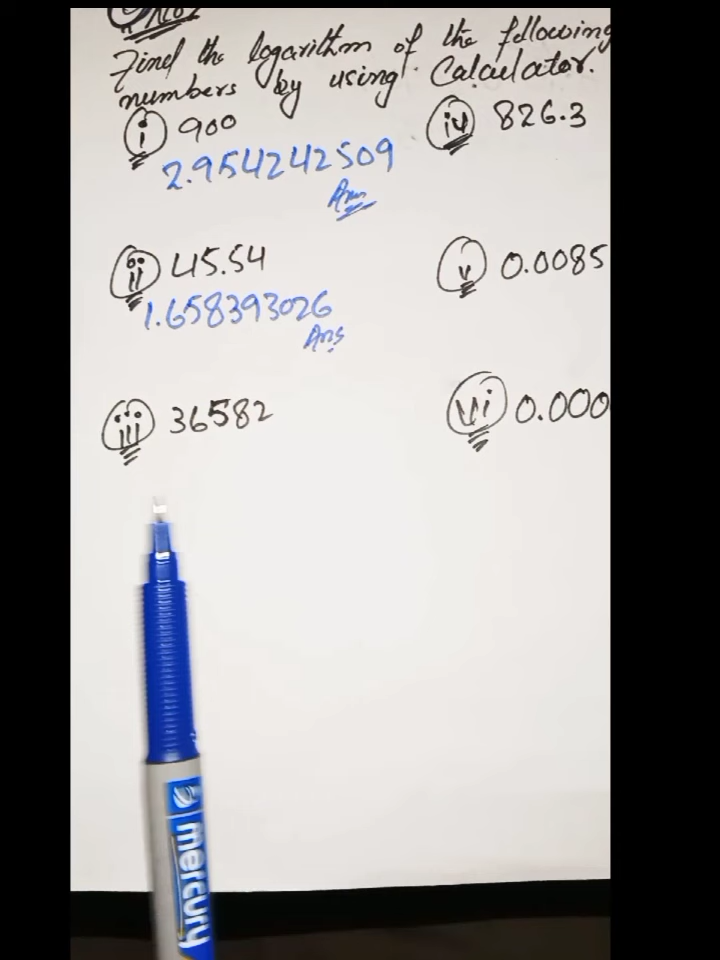 Find the logarithm of the following
numbers by using Calculator.
i 900
2.954242509
Ans
iv 826.3
ii 45.54
1.658393026
Ans
v 0.0085
iii 36582
vi 0.000
mercury